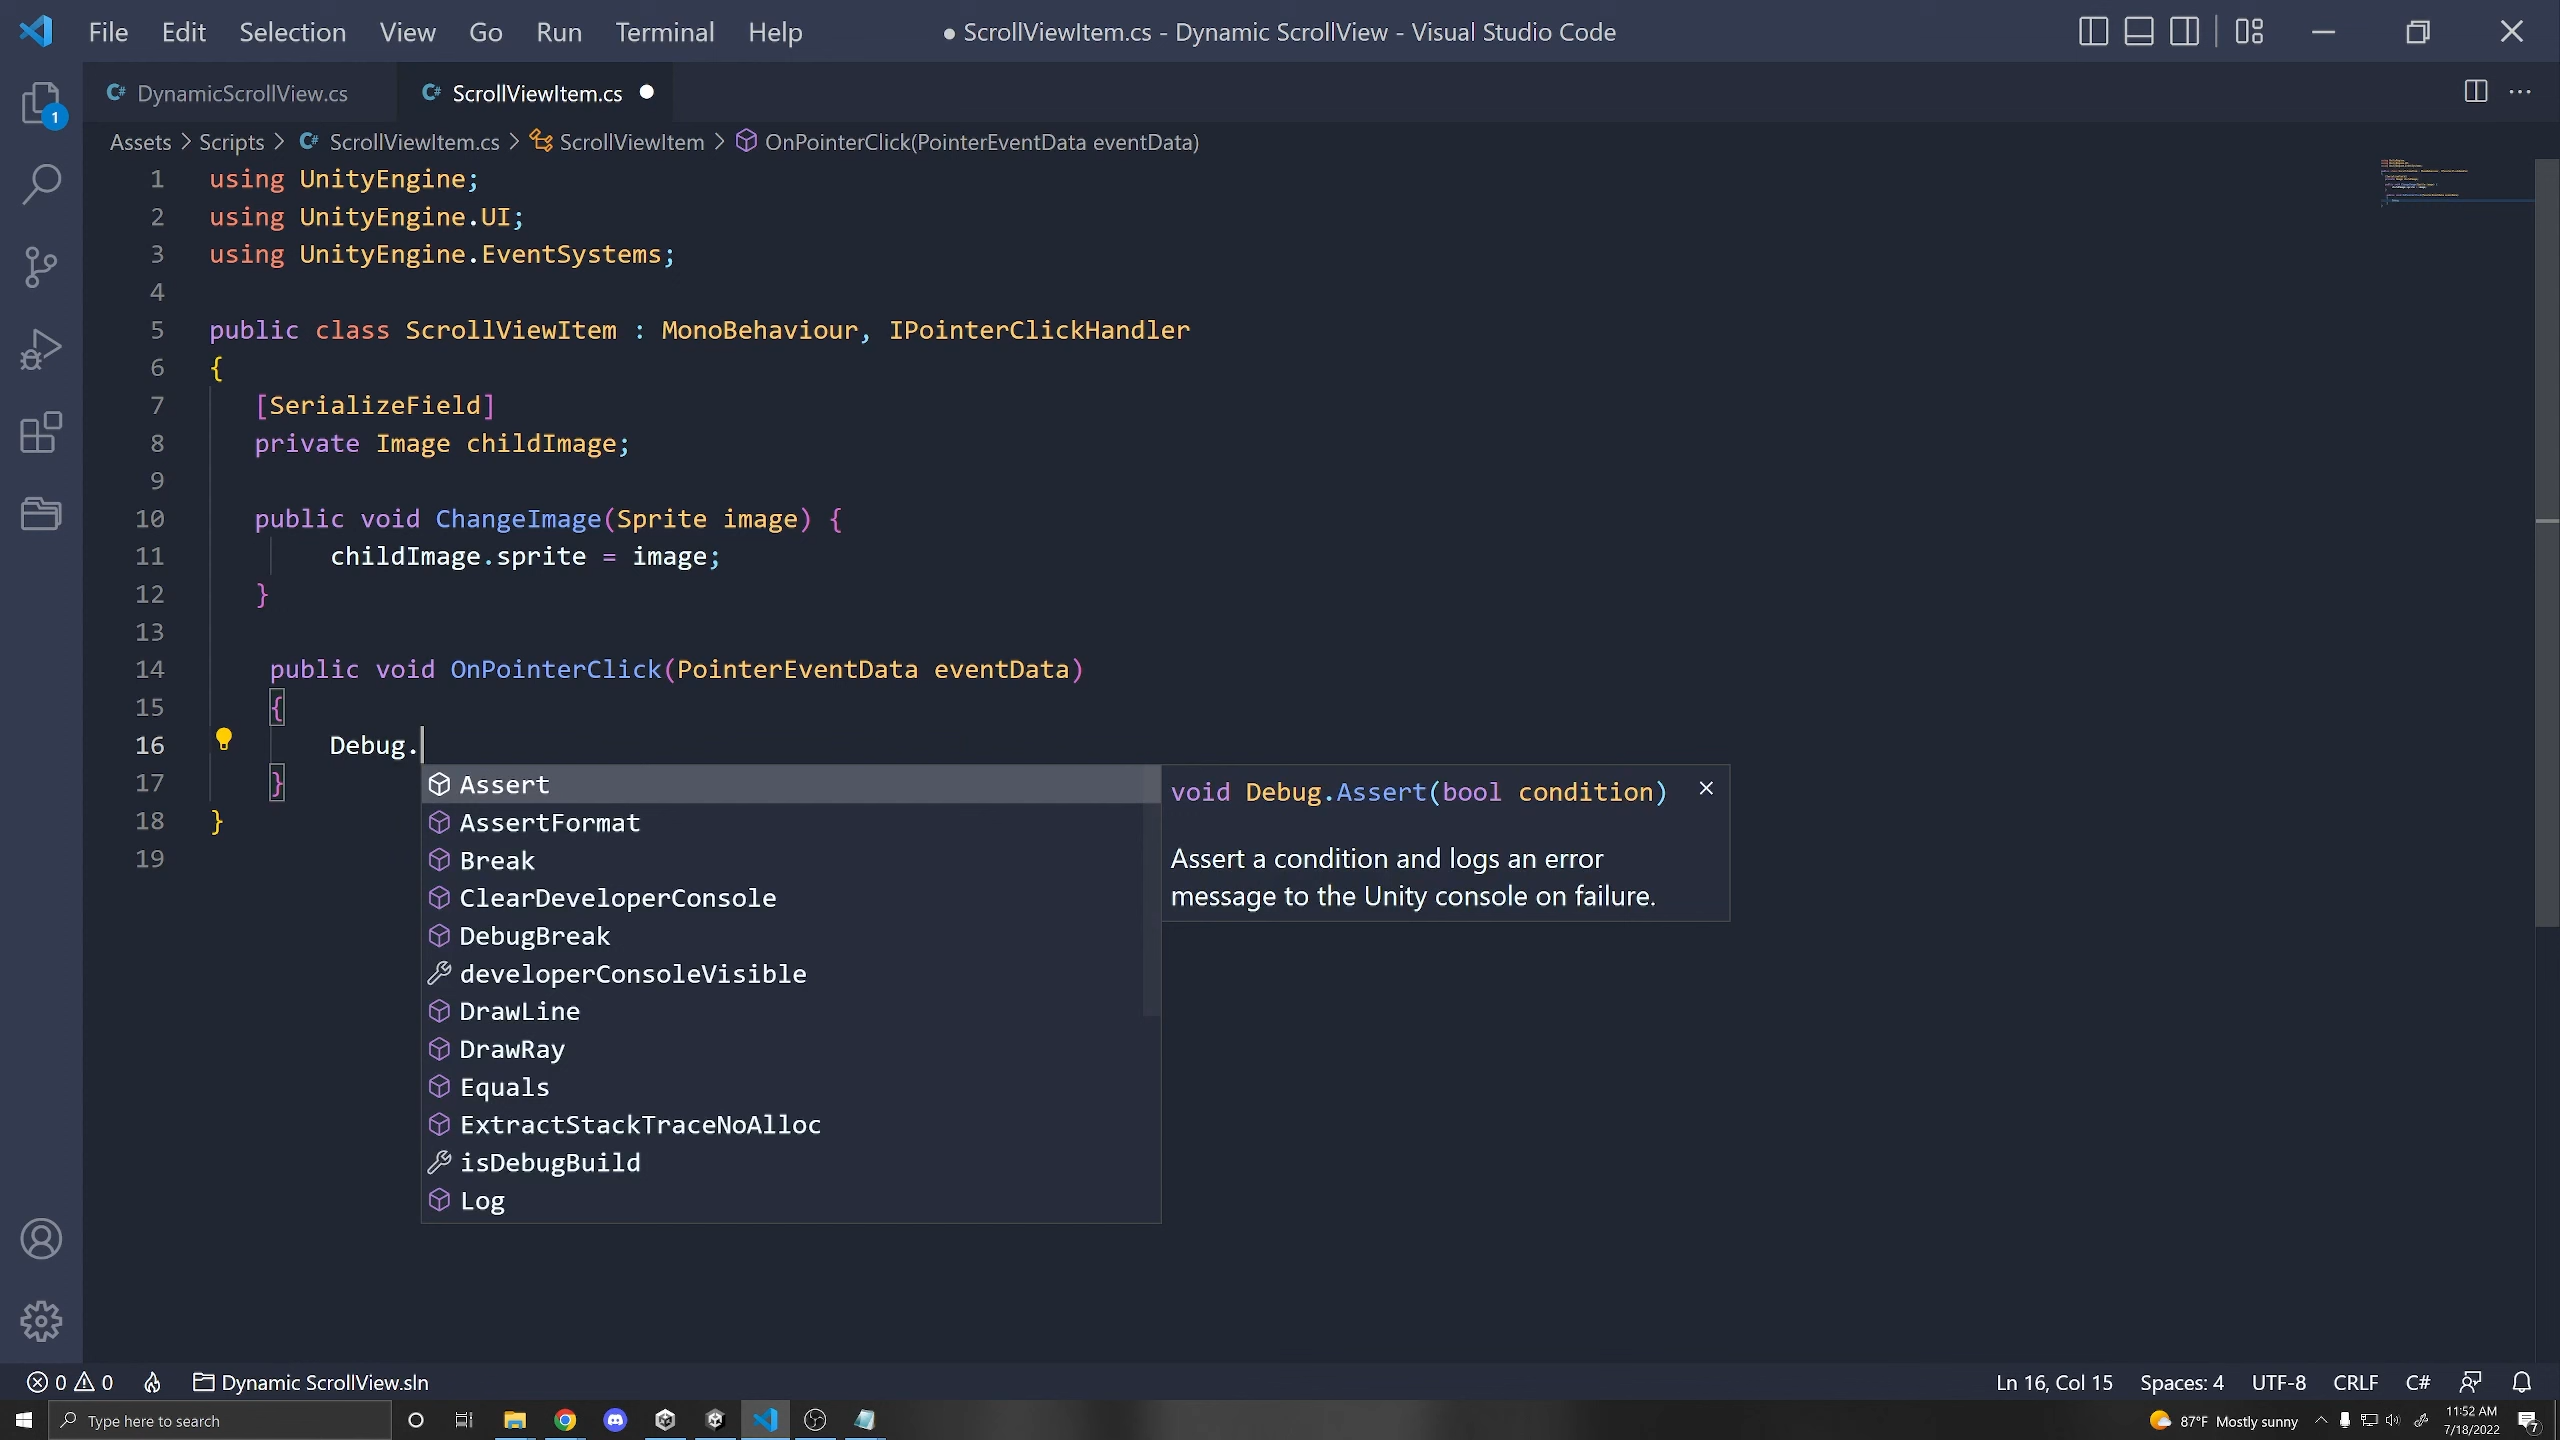 File Edit Selection View Go Run Terminal Help
● ScrollViewItem.cs - Dynamic ScrollView - Visual Studio Code
DynamicScrollView.cs
ScrollViewItem.cs
1
Assets > Scripts > ScrollViewItem.cs > ScrollViewItem > OnPointerClick(PointerEventData eventData)
1 using UnityEngine;
2 using UnityEngine.UI;
3 using UnityEngine.EventSystems;
4
5 public class ScrollViewItem : MonoBehaviour, IPointerClickHandler
6 {
7 [SerializeField]
8 private Image childImage;
9
10 public void ChangeImage(Sprite image) {
11 childImage.sprite = image;
12 }
13
14 public void OnPointerClick(PointerEventData eventData)
15 {
16 Debug.
17 }
18 }
19
Assert
AssertFormat
Break
ClearDeveloperConsole
DebugBreak
developerConsoleVisible
DrawLine
DrawRay
Equals
ExtractStackTraceNoAlloc
isDebugBuild
Log
void Debug.Assert(bool condition)
Assert a condition and logs an error
message to the Unity console on failure.
0 0 Dynamic ScrollView.sln
Ln 16, Col 15 Spaces: 4 UTF-8 CRLF C#
Type here to search
87°F Mostly sunny
11:52 AM
7/18/2022
7